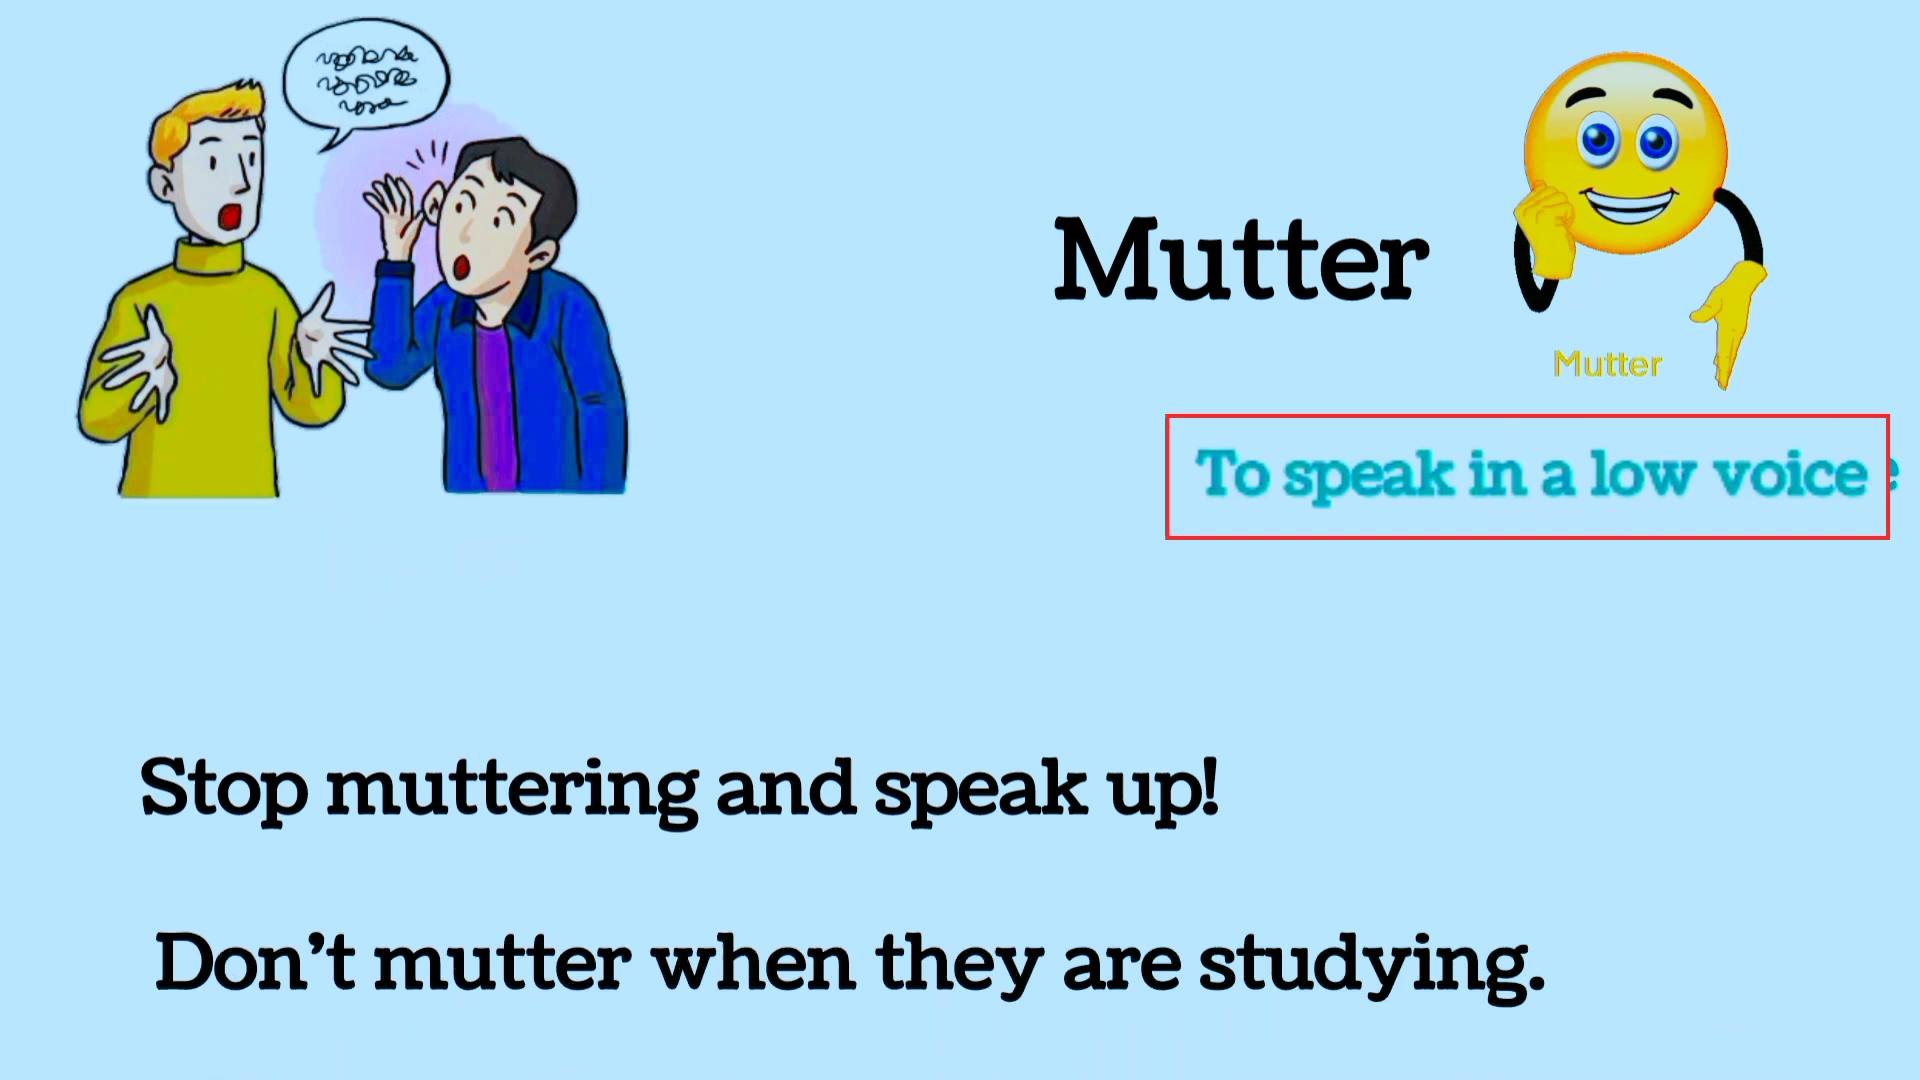 Mutter
Mutter
To speak in a low voice
Stop muttering and speak up!
Don't mutter when they are studying.